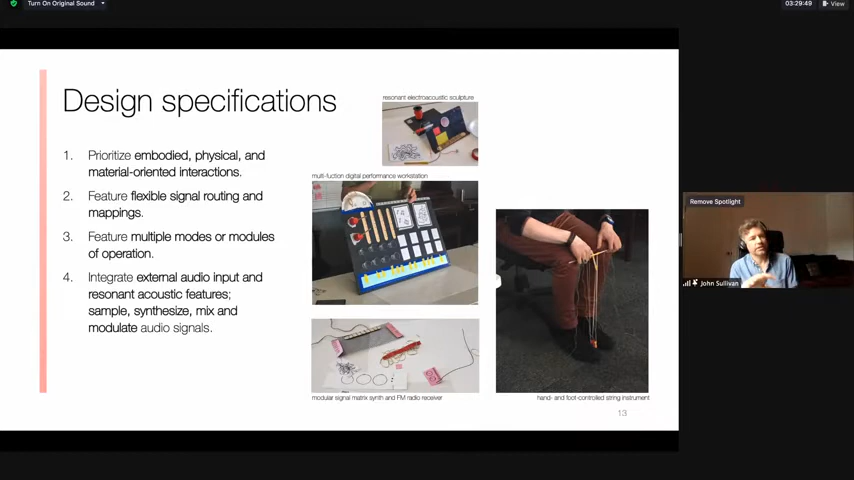 Turn On Original Sound
03:29:49
View
Design specifications
1. Prioritize embodied, physical, and
material-oriented interactions.
2. Feature flexible signal routing and
mappings.
3. Feature multiple modes or modules
of operation.
4. Integrate external audio input and
resonant acoustic features;
sample, synthesize, mix and
modulate audio signals.
resonant electroacoustic sculpture
multi-fuction digital performance workstation
modular signal matrix synth and FM radio receiver
hand- and foot-controlled string instrument
13
Remove Spotlight
John Sullivan